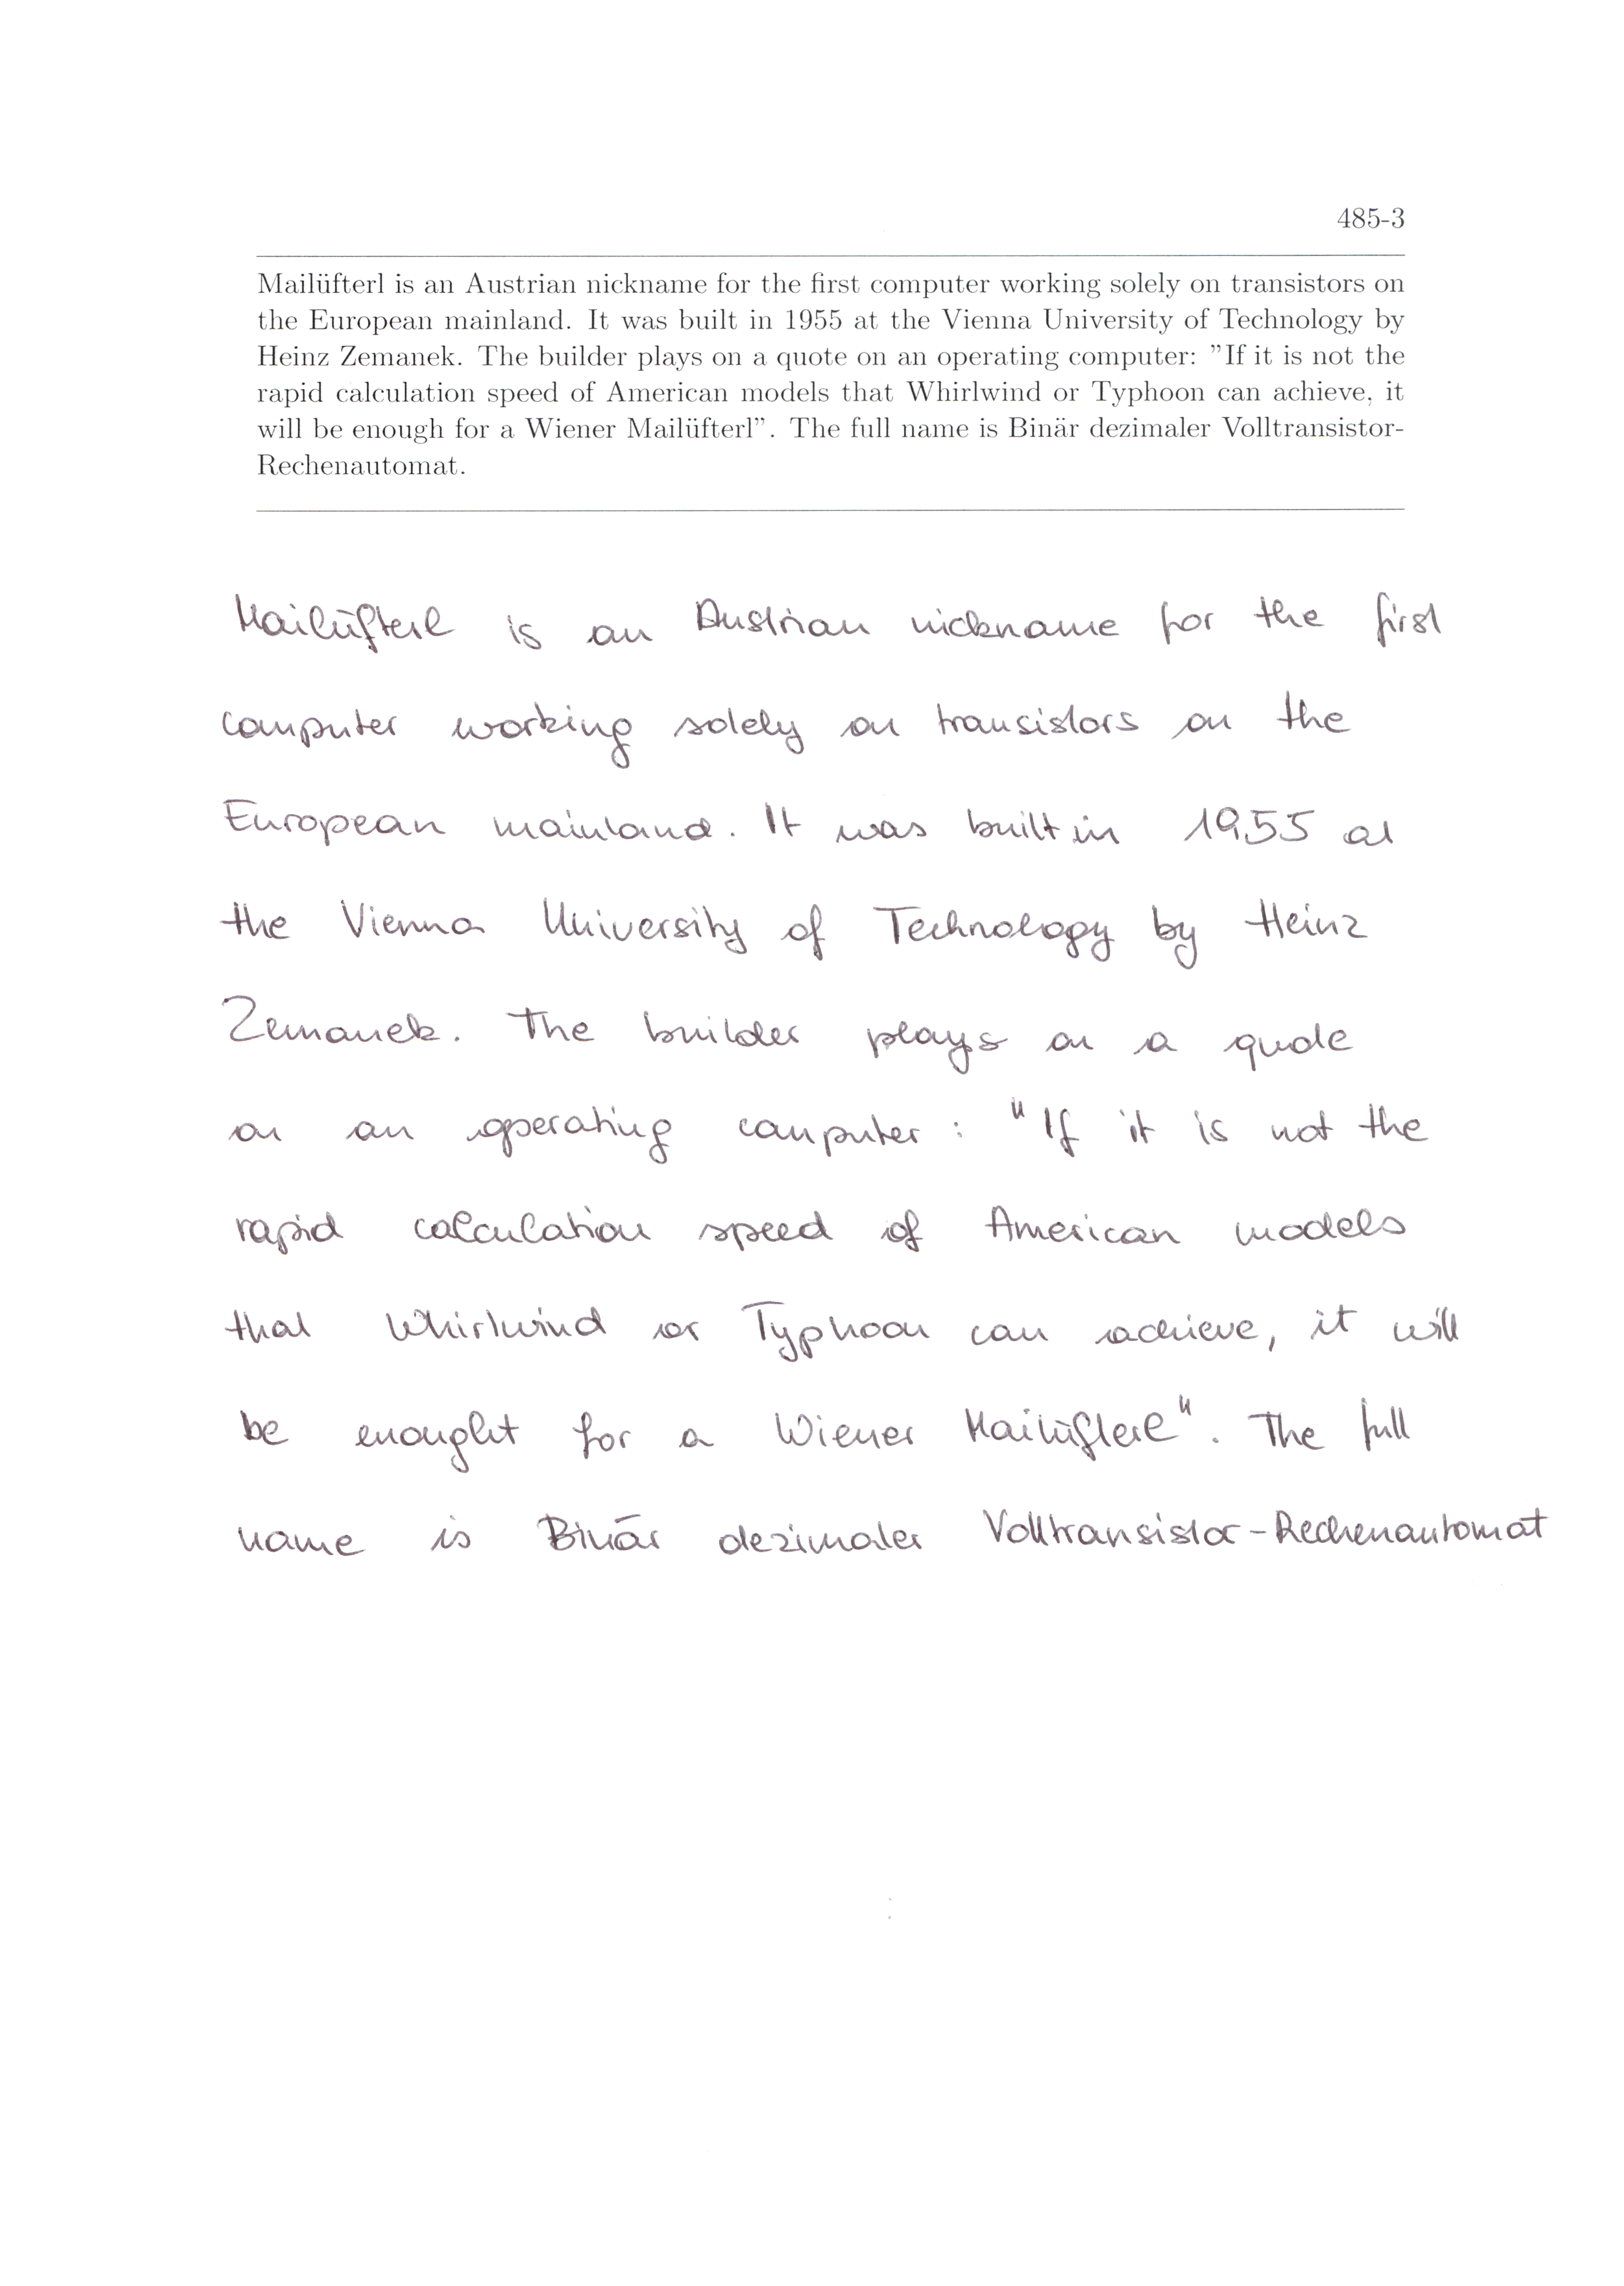 485-3
Mailüfterl is an Austrian nickname for the first computer working solely on transistors on
the European mainland. It was built in 1955 at the Vienna University of Technology by
Heinz Zemanek. The builder plays on a quote on an operating computer: ”If it is not the
rapid calculation speed of American models that Whirlwind or Typhoon can achieve, it
will be enough for a Wiener Mailüfterl”. The full name is Binär dezimaler Volltransistor-
Rechenautomat.
Mailüfterl is an Austrian nickname for the first
computer working solely on transistors on the
European mainland. It was built in 1955 at
the Vienna University of Technology by Heinz
Zemanek. The builder plays on a quote
on an operating computer: "If it is not the
rapid calculation speed of American models
that Whirlwind or Typhoon can achieve, it will
be enought for a Wiener Mailüfterl". The full
name is Binär dezimaler Volltransistor-Rechenautomat